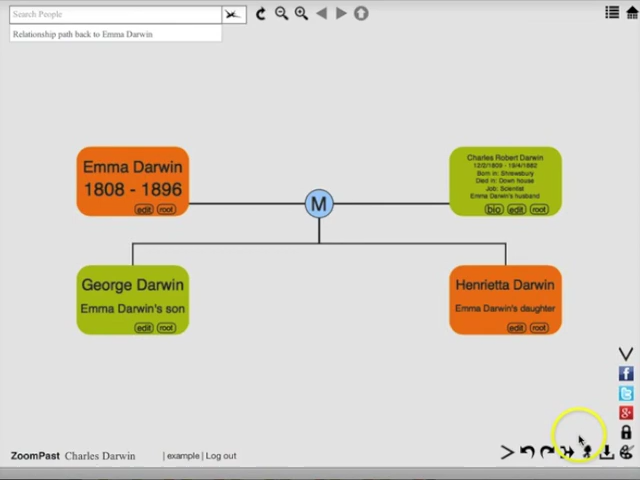 Search People
Relationship path back to Emma Darwin
Emma Darwin
1808 - 1896
edit root
Charles Robert Darwin
12/2/1809 - 19/4/1882
Born in: Shrewsbury
Died in: Down house
Job: Scientist
Emma Darwin's husband
bio edit root
M
George Darwin
Emma Darwin's son
edit root
Henrietta Darwin
Emma Darwin's daughter
edit root
ZoomPast Charles Darwin | example | Log out